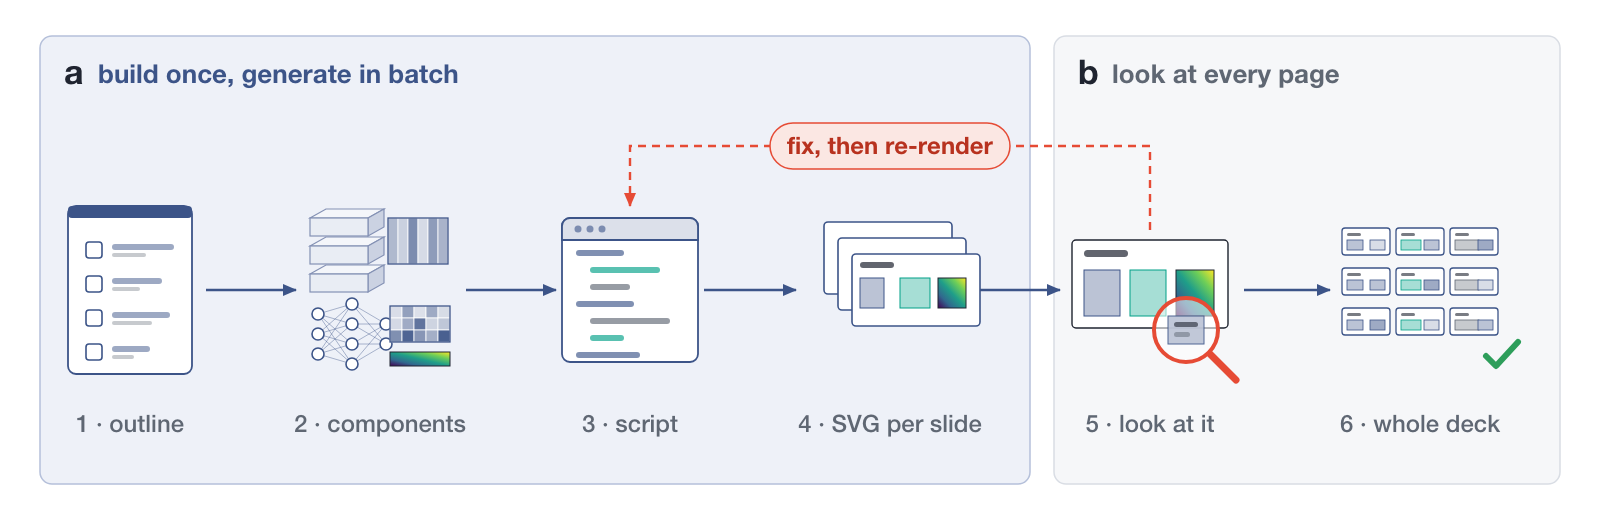 a build once, generate in batch
b look at every page
fix, then re-render
1 · outline
2 · components
3 · script
4 · SVG per slide
5 · look at it
6 · whole deck